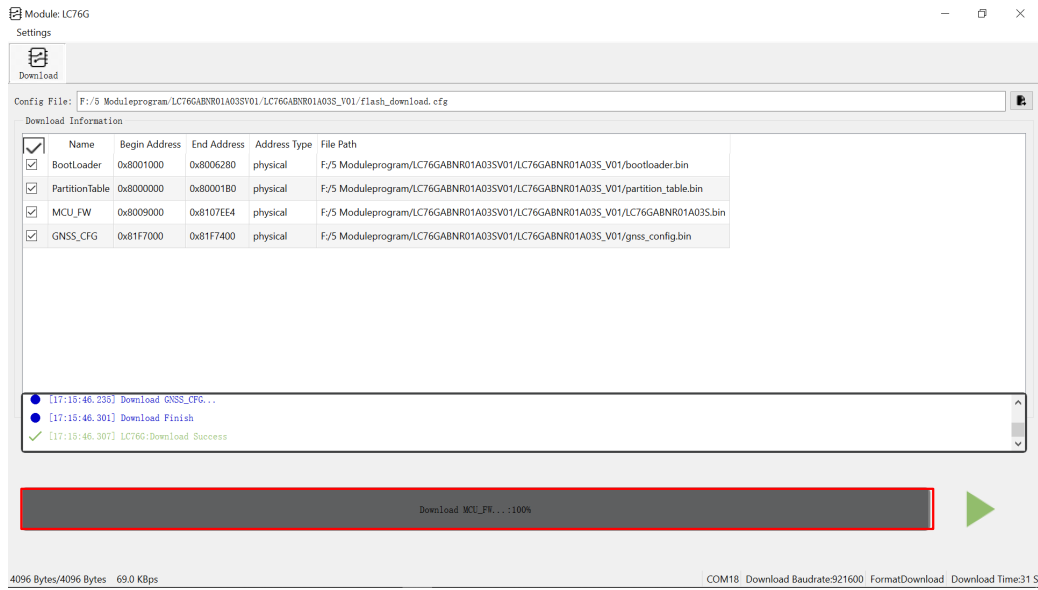 Module: LC76G
Settings
Download
Config File: F:/5 Moduleprogram/LC76GABNR01A03SV01/LC76GABNR01A03S_V01/flash_download.cfg
Download Information
Name Begin Address End Address Address Type File Path
BootLoader 0x8001000 0x8006280 physical F:/5 Moduleprogram/LC76GABNR01A03SV01/LC76GABNR01A03S_V01/bootloader.bin
PartitionTable 0x8000000 0x80001B0 physical F:/5 Moduleprogram/LC76GABNR01A03SV01/LC76GABNR01A03S_V01/partition_table.bin
MCU_FW 0x8009000 0x8107EE4 physical F:/5 Moduleprogram/LC76GABNR01A03SV01/LC76GABNR01A03S_V01/LC76GABNR01A03S.bin
GNSS_CFG 0x81F7000 0x81F7400 physical F:/5 Moduleprogram/LC76GABNR01A03SV01/LC76GABNR01A03S_V01/gnss_config.bin
[17:15:46.235] Download GNSS_CFG...
[17:15:46.301] Download Finish
[17:15:46.307] LC76G:Download Success
Download MCU_FW...:100%
4096 Bytes/4096 Bytes 69.0 KBps COM18 Download Baudrate:921600 FormatDownload Download Time:31 S